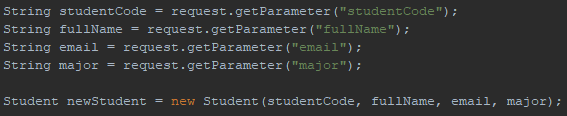 String studentCode = request.getParameter("studentCode");
String fullName = request.getParameter("fullName");
String email = request.getParameter("email");
String major = request.getParameter("major");
Student newStudent = new Student(studentCode, fullName, email, major);